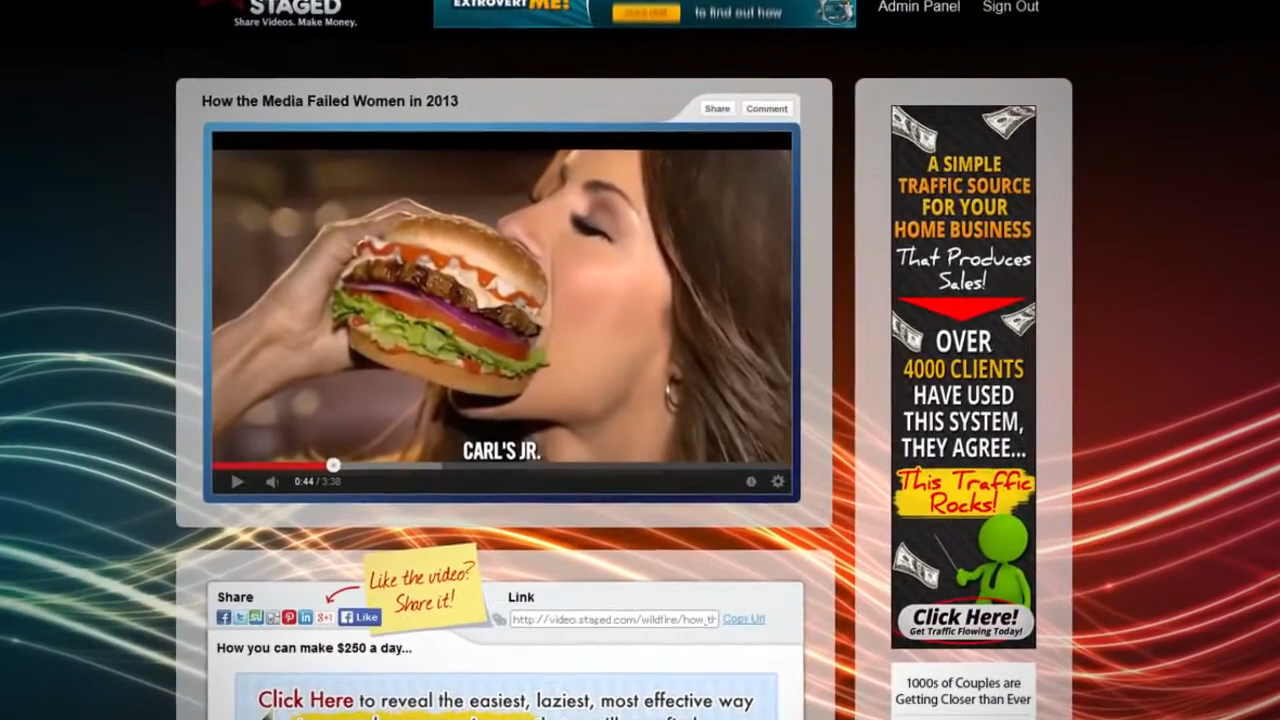 STAGED
Share Videos. Make Money.
EXTROVERT ME!
to find out how
Admin Panel
Sign Out
How the Media Failed Women in 2013
Share
Comment
CARL'S JR.
0:44 / 3:38
A SIMPLE
TRAFFIC SOURCE
FOR YOUR
HOME BUSINESS
That Produces
Sales!
OVER
4000 CLIENTS
HAVE USED
THIS SYSTEM,
THEY AGREE...
This Traffic
Rocks!
Click Here!
Get Traffic Flowing Today!
1000s of Couples are
Getting Closer than Ever
Like the video?
Share it!
Share
Link
Like
http://video.staged.com/wildfire/how_th
Copy Url
How you can make $250 a day...
Click Here to reveal the easiest, laziest, most effective way